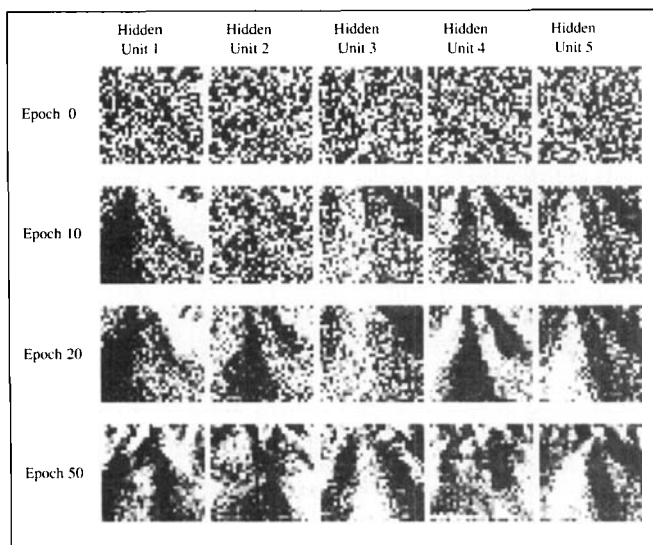 Hidden Unit 1
Hidden Unit 2
Hidden Unit 3
Hidden Unit 4
Hidden Unit 5
Epoch 0
Epoch 10
Epoch 20
Epoch 50